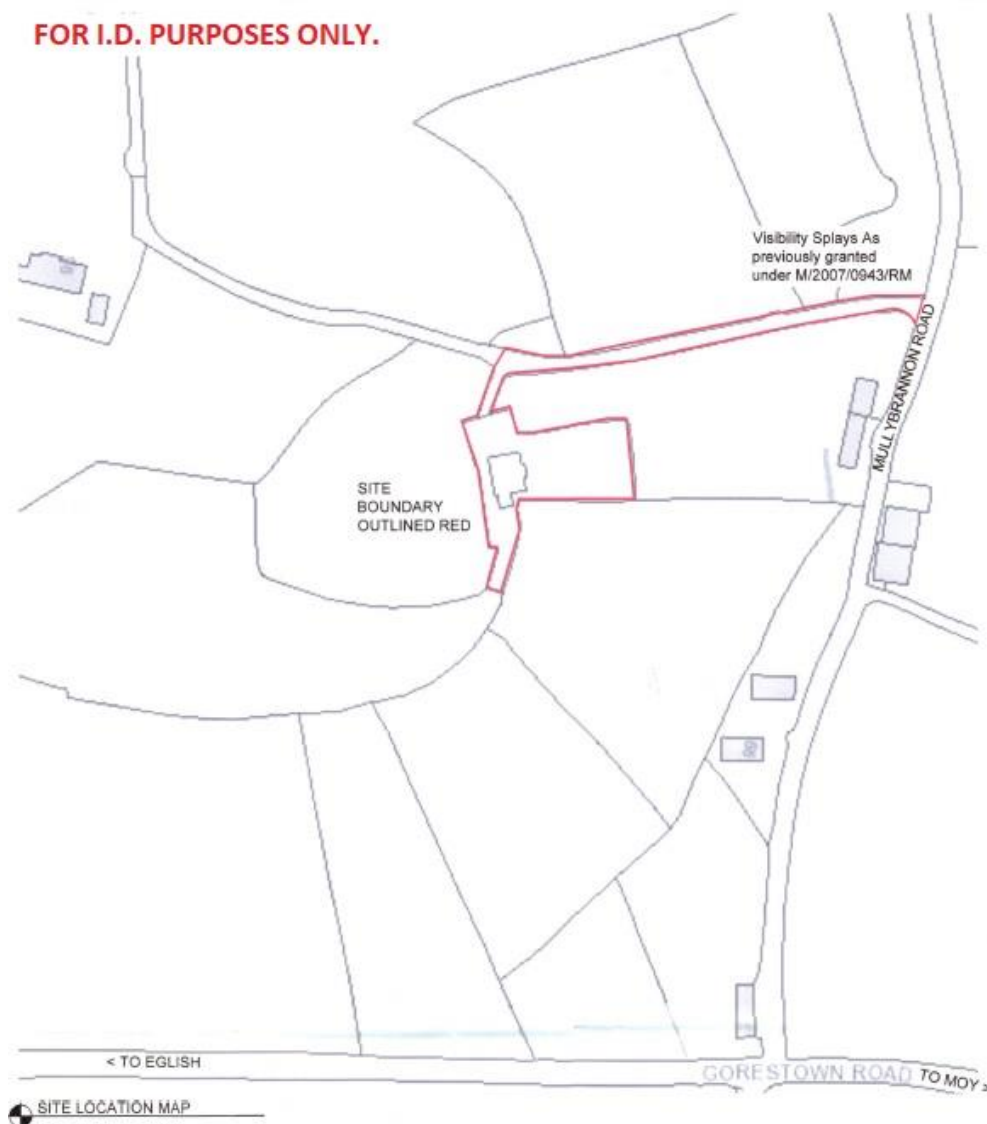 FOR I.D. PURPOSES ONLY.
Visibility Splays As
previously granted
under M/2007/0943/RM
MULLYBRANNON ROAD
SITE
BOUNDARY
OUTLINED RED
< TO EGLISH
GORESTOWN ROAD
TO MOY >
SITE LOCATION MAP